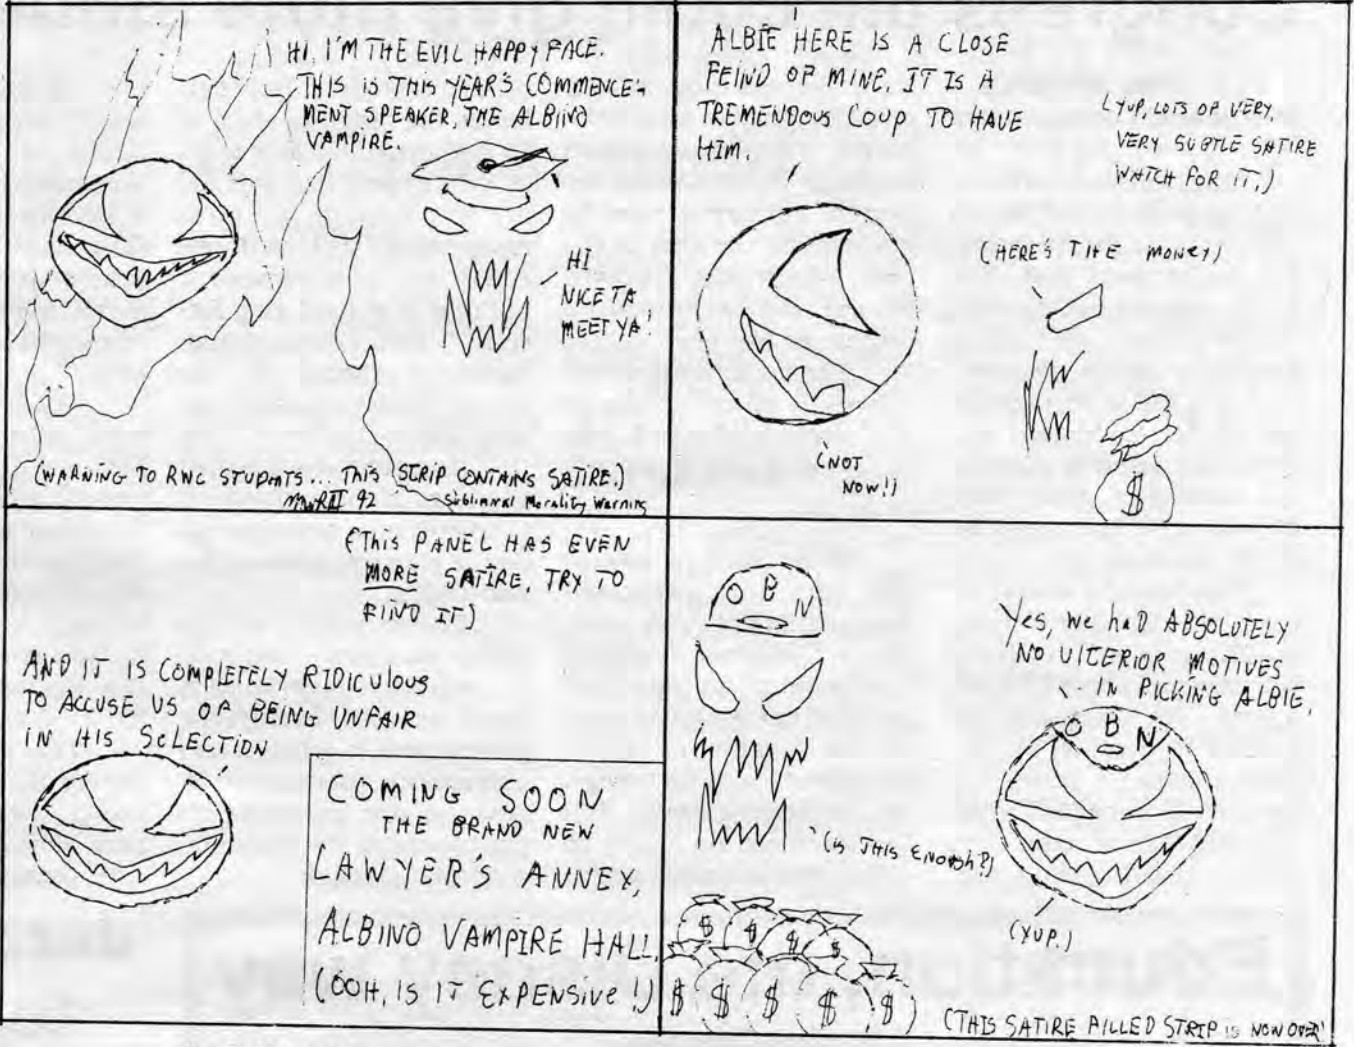 HI, I'M THE EVIL HAPPY FACE.
THIS IS THIS YEAR'S COMMENCE-
MENT SPEAKER, THE ALBINO
VAMPIRE.
HI
NICE TA
MEET YA!
(WARNING TO RWC STUDENTS... THIS STRIP CONTAINS SATIRE.)
92
Subliminal Morality Warning
ALBIE HERE IS A CLOSE
FEIND OF MINE, IT IS A
TREMENDOUS COUP TO HAVE
HIM.
(YUP, LOTS OF VERY,
VERY SUBTLE SATIRE
WATCH FOR IT.)
(HERE'S THE MONEY)
(NOT
NOW!)
$
(THIS PANEL HAS EVEN
MORE SATIRE, TRY TO
FIND IT)
AND IT IS COMPLETELY RIDICULOUS
TO ACCUSE US OF BEING UNFAIR
IN HIS SELECTION
COMING SOON
THE BRAND NEW
LAWYER'S ANNEX,
ALBINO VAMPIRE HALL.
(OOH, IS IT EXPENSIVE!)
O B N
Yes, we had ABSOLUTELY
NO ULTERIOR MOTIVES
IN PICKING ALBIE.
O B N
(IS THIS ENOUGH?)
(YUP.)
$ $ $ $
$ $ $ $ $
(THIS SATIRE FILLED STRIP IS NOW OVER)